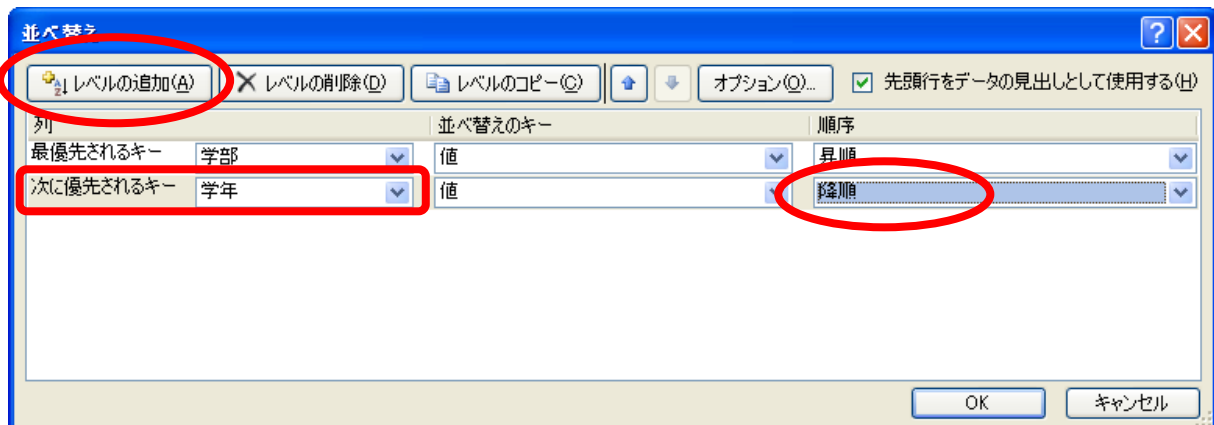 並べ替え
レベルの追加(A) レベルの削除(D) レベルのコピー(C) オプション(O)... 先頭行をデータの見出しとして使用する(H)
列 並べ替えのキー 順序
最優先されるキー 学部 値 昇順
次に優先されるキー 学年 値 降順
OK キャンセル